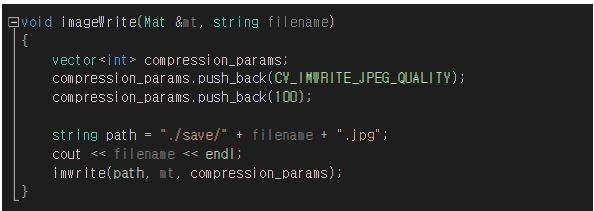 void imageWrite(Mat &mt, string filename)
{
    vector<int> compression_params;
    compression_params.push_back(CV_IMWRITE_JPEG_QUALITY);
    compression_params.push_back(100);

    string path = "./save/" + filename + ".jpg";
    cout << filename << endl;
    imwrite(path, mt, compression_params);
}